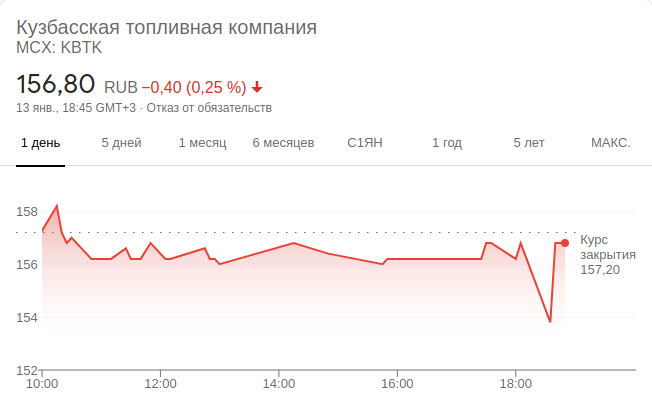 Кузбасская топливная компания
MCX: KBTK
156,80 RUB −0,40 (0,25 %)
13 янв., 18:45 GMT+3 · Отказ от обязательств
1 день 5 дней 1 месяц 6 месяцев С1ЯН 1 год 5 лет МАКС.
158
Курс
закрытия
157,20
156
154
152
10:00 12:00 14:00 16:00 18:00